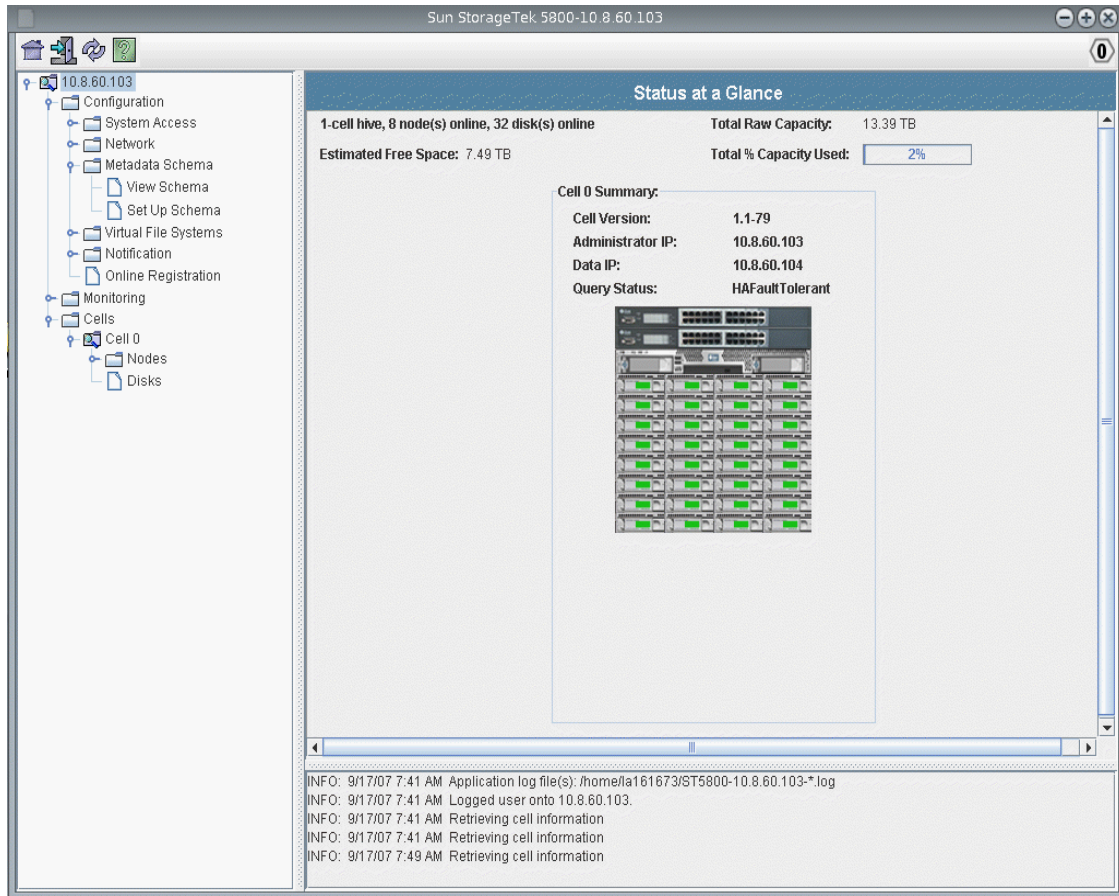 Sun StorageTek 5800-10.8.60.103
0
10.8.60.103
Configuration
System Access
Network
Metadata Schema
View Schema
Set Up Schema
Virtual File Systems
Notification
Online Registration
Monitoring
Cells
Cell 0
Nodes
Disks
Status at a Glance
1-cell hive, 8 node(s) online, 32 disk(s) online
Total Raw Capacity: 13.39 TB
Estimated Free Space: 7.49 TB
Total % Capacity Used: 2%
Cell 0 Summary:
Cell Version: 1.1-79
Administrator IP: 10.8.60.103
Data IP: 10.8.60.104
Query Status: HAFaultTolerant
INFO: 9/17/07 7:41 AM Application log file(s): /home/la161673/ST5800-10.8.60.103-*.log
INFO: 9/17/07 7:41 AM Logged user onto 10.8.60.103.
INFO: 9/17/07 7:41 AM Retrieving cell information
INFO: 9/17/07 7:41 AM Retrieving cell information
INFO: 9/17/07 7:49 AM Retrieving cell information